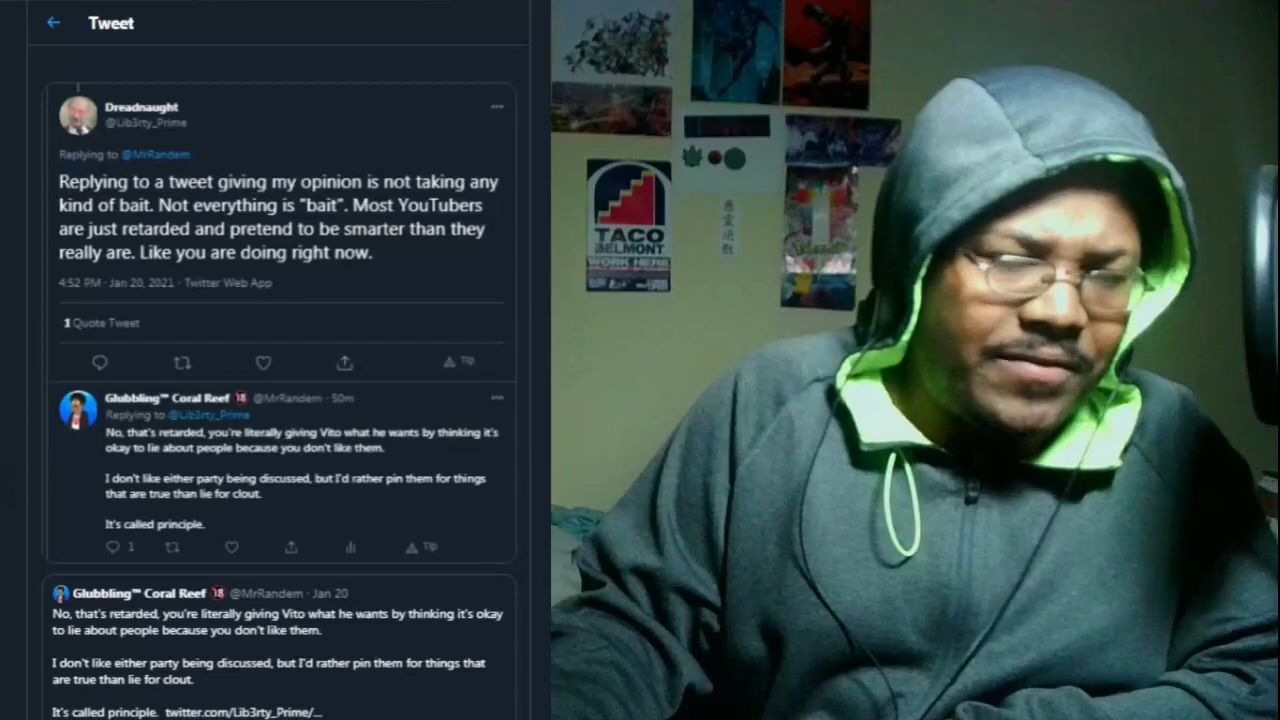 Tweet
Dreadnaught
@Lib3rty_Prime
Replying to @MrRandem
Replying to a tweet giving my opinion is not taking any
kind of bait. Not everything is "bait". Most YouTubers
are just retarded and pretend to be smarter than they
really are. Like you are doing right now.
4:52 PM · Jan 20, 2021 · Twitter Web App
1 Quote Tweet
Tip
Glubbling™ Coral Reef 🔞 @MrRandem · 50m
Replying to @Lib3rty_Prime
No, that's retarded, you're literally giving Vito what he wants by thinking it's
okay to lie about people because you don't like them.
I don't like either party being discussed, but I'd rather pin them for things
that are true than lie for clout.
It's called principle.
1
Tip
Glubbling™ Coral Reef 🔞 @MrRandem · Jan 20
No, that's retarded, you're literally giving Vito what he wants by thinking it's okay
to lie about people because you don't like them.
I don't like either party being discussed, but I'd rather pin them for things that
are true than lie for clout.
It's called principle. twitter.com/Lib3rty_Prime/...
TACO
BELMONT
WORK HERE